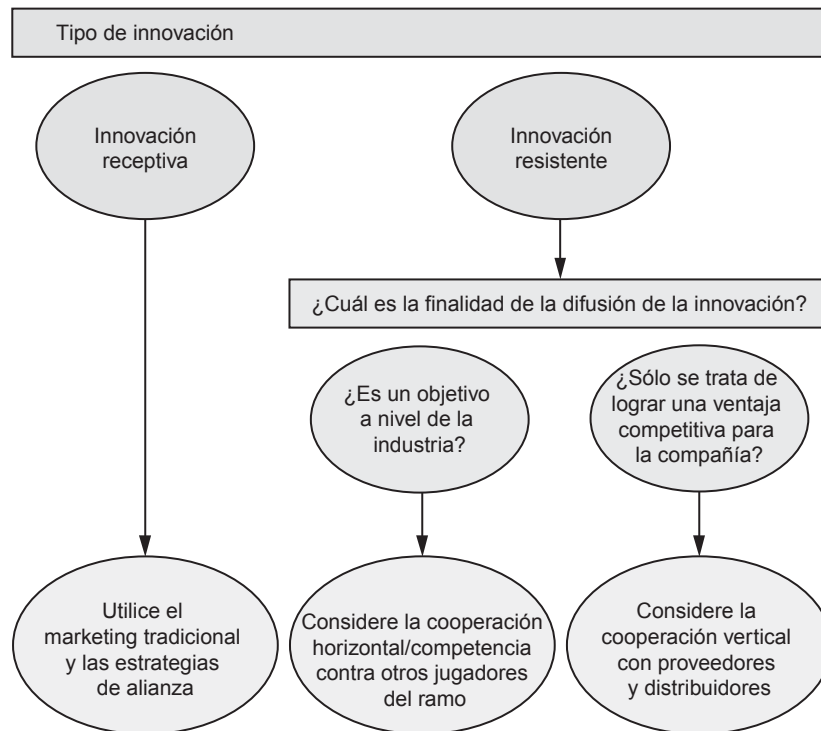 Tipo de innovación
Innovación
receptiva
Innovación
resistente
¿Cuál es la finalidad de la difusión de la innovación?
¿Es un objetivo
a nivel de la
industria?
¿Sólo se trata de
lograr una ventaja
competitiva para
la compañía?
Utilice el
marketing tradicional
y las estrategias
de alianza
Considere la cooperación
horizontal/competencia
contra otros jugadores
del ramo
Considere la
cooperación vertical
con proveedores
y distribuidores